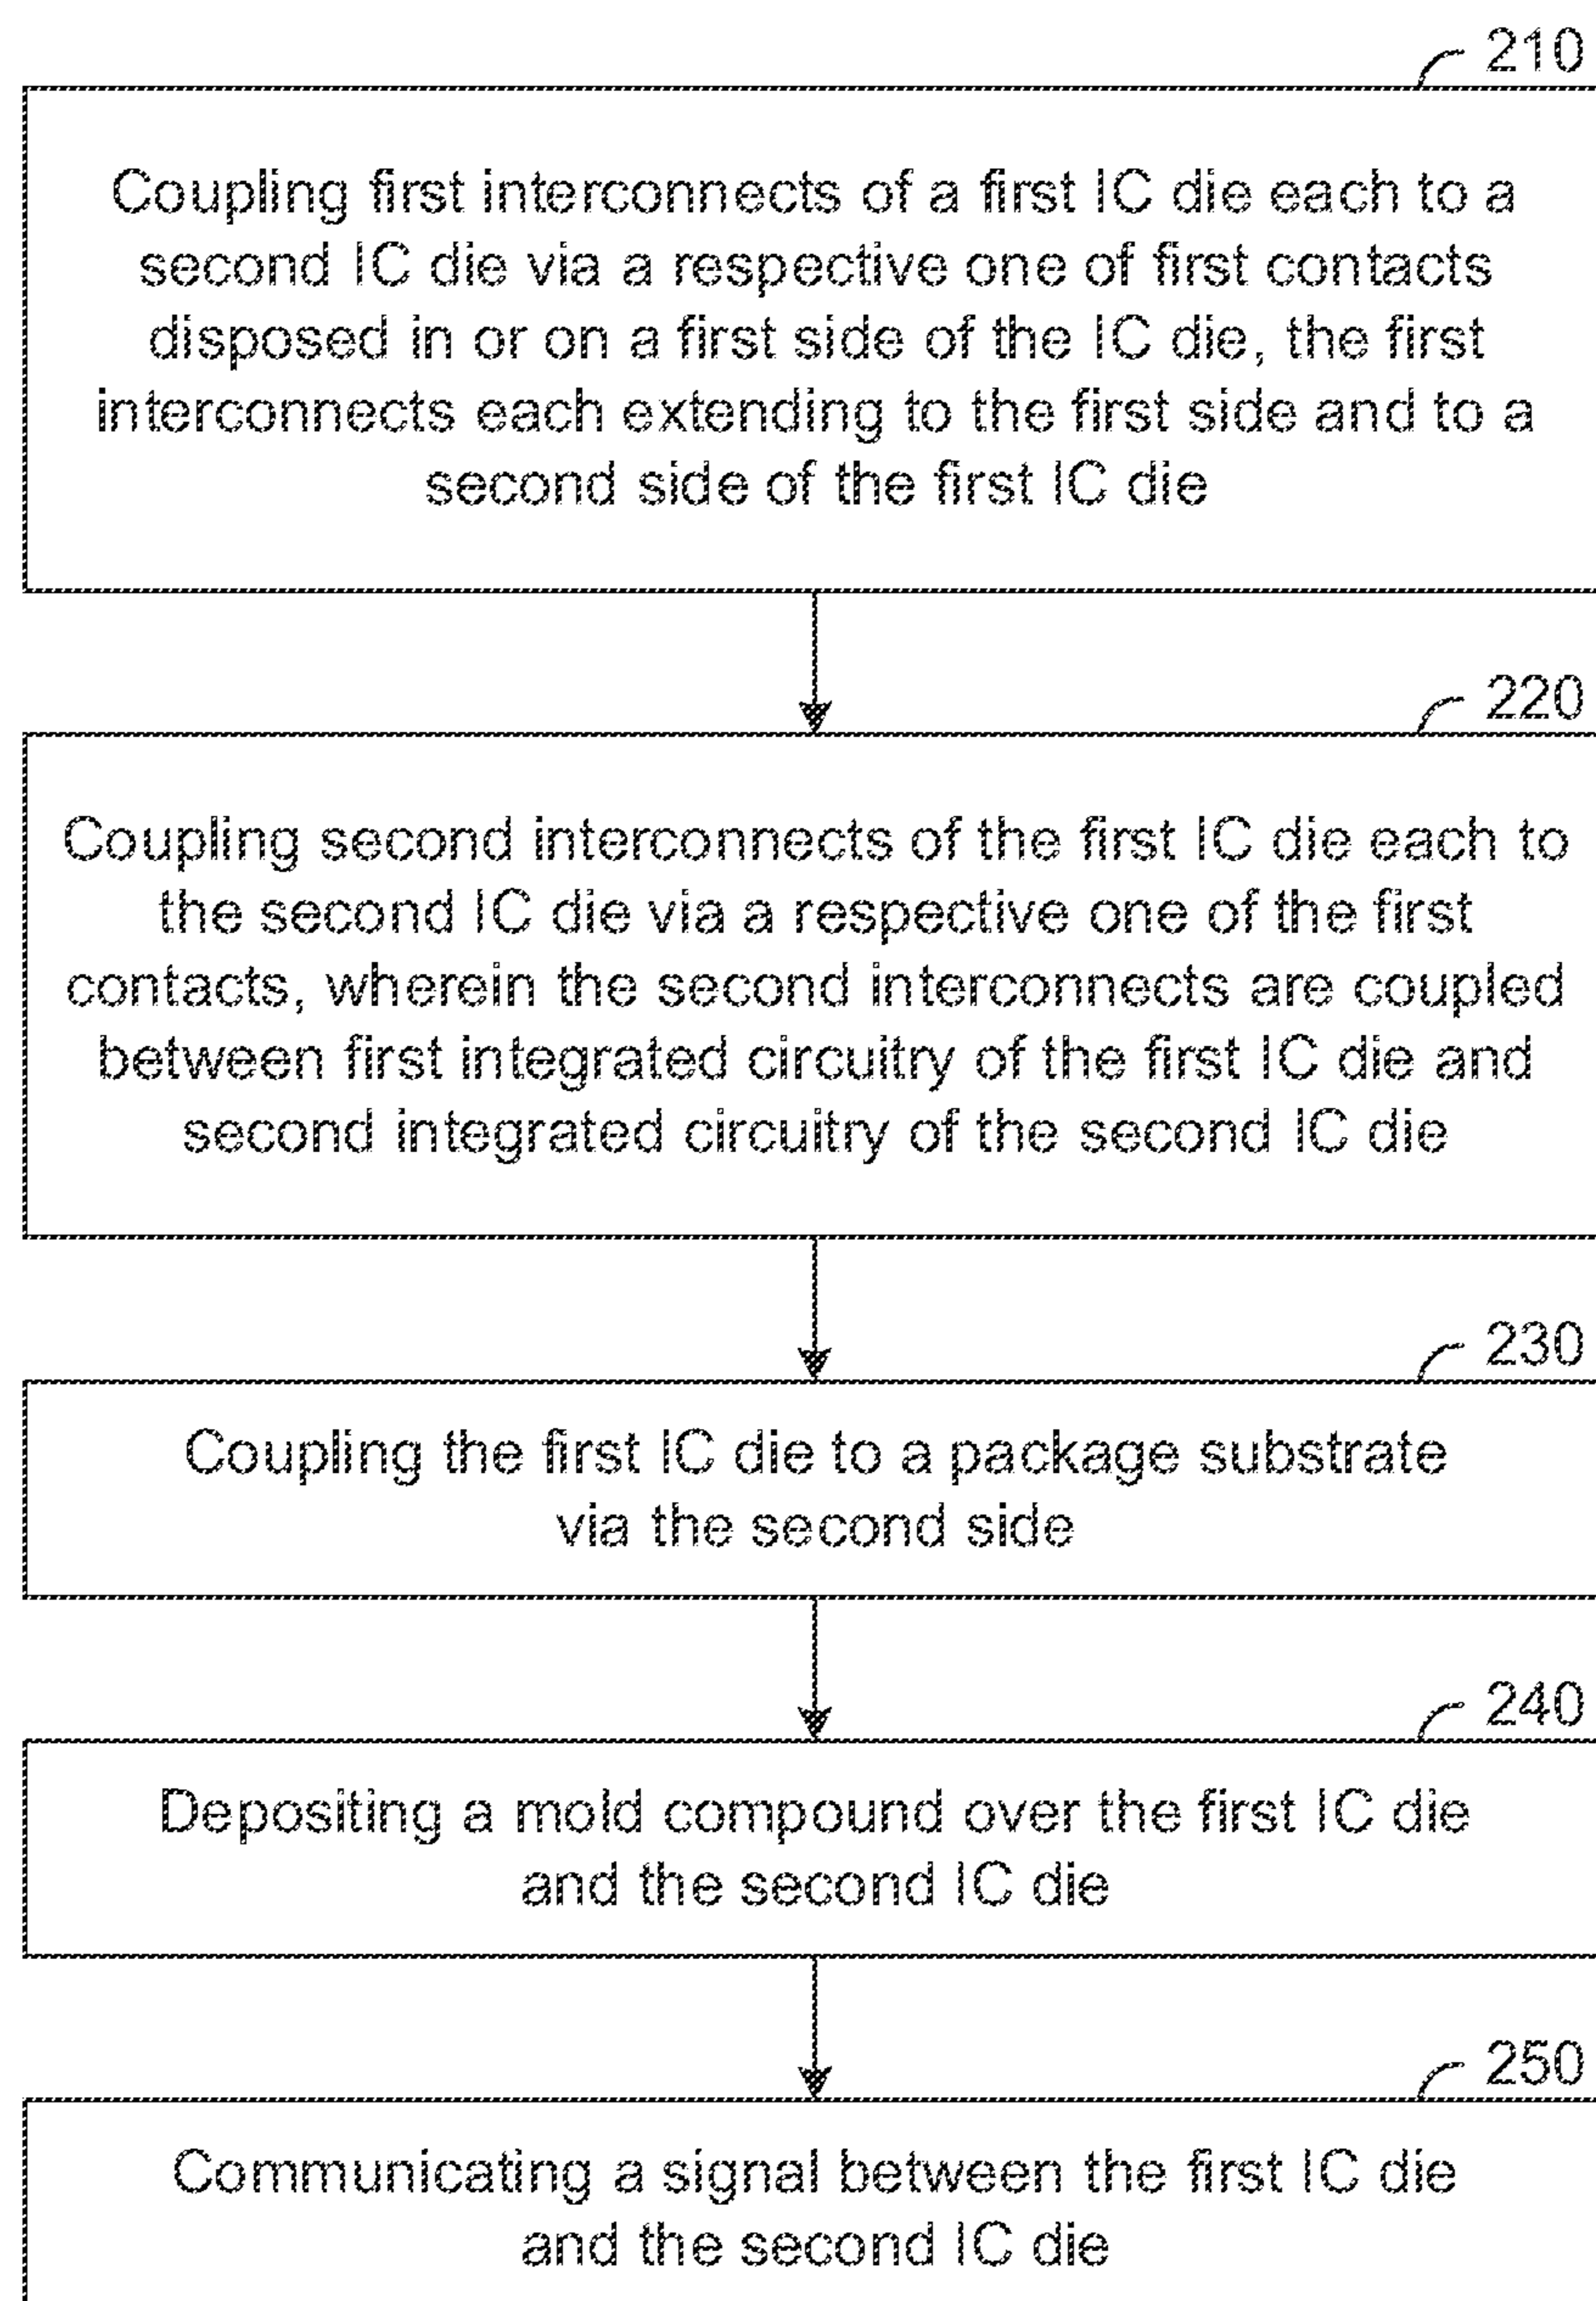 210
Coupling first interconnects of a first IC die each to a
second IC die via a respective one of first contacts
disposed in or on a first side of the IC die, the first
interconnects each extending to the first side and to a
second side of the first IC die
220
Coupling second interconnects of the first IC die each to
the second IC die via a respective one of the first
contacts, wherein the second interconnects are coupled
between first integrated circuitry of the first IC die and
second integrated circuitry of the second IC die
230
Coupling the first IC die to a package substrate
via the second side
240
Depositing a mold compound over the first IC die
and the second IC die
250
Communicating a signal between the first IC die
and the second IC die